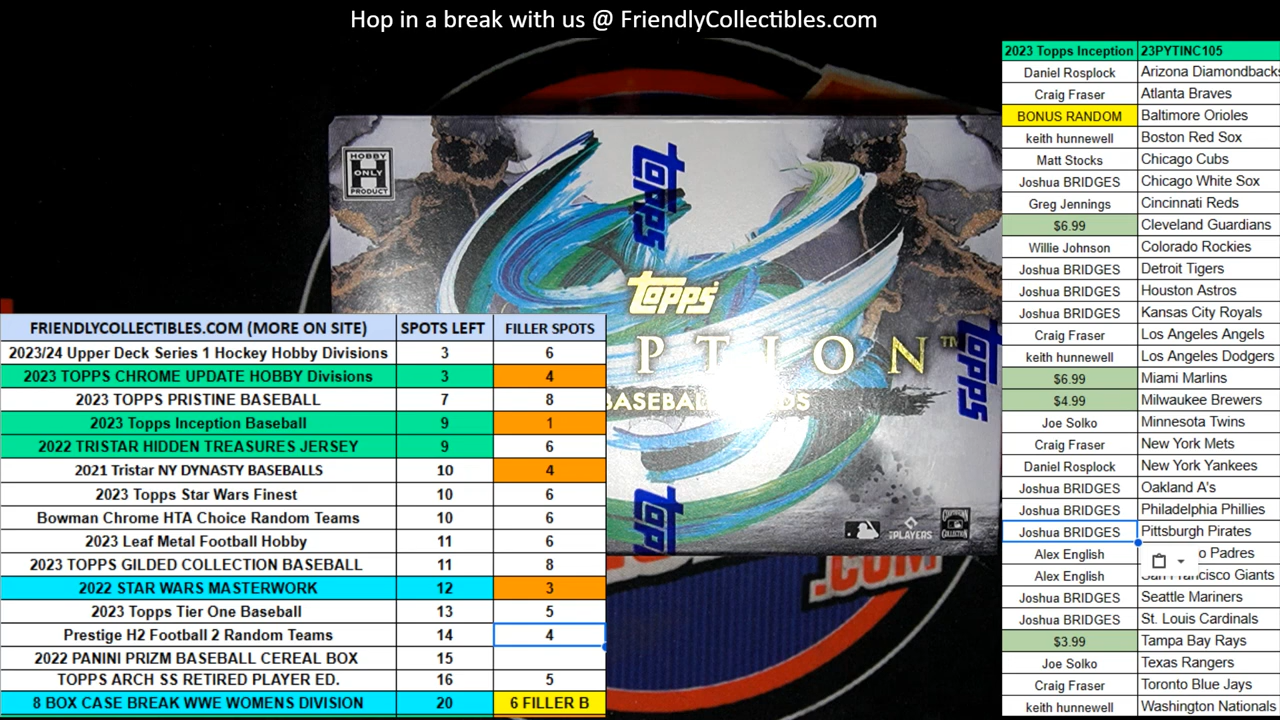 Hop in a break with us @ FriendlyCollectibles.com
HOBBY
ONLY
PRODUCT
topps
topps
PTION™
BASEBALL CARDS
topps
topps
PLAYERS
.COM
FRIENDLYCOLLECTIBLES.COM (MORE ON SITE) SPOTS LEFT FILLER SPOTS
2023/24 Upper Deck Series 1 Hockey Hobby Divisions 3 6
2023 TOPPS CHROME UPDATE HOBBY Divisions 3 4
2023 TOPPS PRISTINE BASEBALL 7 8
2023 Topps Inception Baseball 9 1
2022 TRISTAR HIDDEN TREASURES JERSEY 9 6
2021 Tristar NY DYNASTY BASEBALLS 10 4
2023 Topps Star Wars Finest 10 6
Bowman Chrome HTA Choice Random Teams 10 6
2023 Leaf Metal Football Hobby 11 6
2023 TOPPS GILDED COLLECTION BASEBALL 11 8
2022 STAR WARS MASTERWORK 12 3
2023 Topps Tier One Baseball 13 5
Prestige H2 Football 2 Random Teams 14 4
2022 PANINI PRIZM BASEBALL CEREAL BOX 15
TOPPS ARCH SS RETIRED PLAYER ED. 16 5
8 BOX CASE BREAK WWE WOMENS DIVISION 20 6 FILLER B
2023 Topps Inception 23PYTINC105
Daniel Rosplock Arizona Diamondbacks
Craig Fraser Atlanta Braves
BONUS RANDOM Baltimore Orioles
keith hunnewell Boston Red Sox
Matt Stocks Chicago Cubs
Joshua BRIDGES Chicago White Sox
Greg Jennings Cincinnati Reds
$6.99 Cleveland Guardians
Willie Johnson Colorado Rockies
Joshua BRIDGES Detroit Tigers
Joshua BRIDGES Houston Astros
Joshua BRIDGES Kansas City Royals
Craig Fraser Los Angeles Angels
keith hunnewell Los Angeles Dodgers
$6.99 Miami Marlins
$4.99 Milwaukee Brewers
Joe Solko Minnesota Twins
Craig Fraser New York Mets
Daniel Rosplock New York Yankees
Joshua BRIDGES Oakland A's
Joshua BRIDGES Philadelphia Phillies
Joshua BRIDGES Pittsburgh Pirates
Alex English o Padres
Alex English San Francisco Giants
Joshua BRIDGES Seattle Mariners
Joshua BRIDGES St. Louis Cardinals
$3.99 Tampa Bay Rays
Joe Solko Texas Rangers
Craig Fraser Toronto Blue Jays
keith hunnewell Washington Nationals